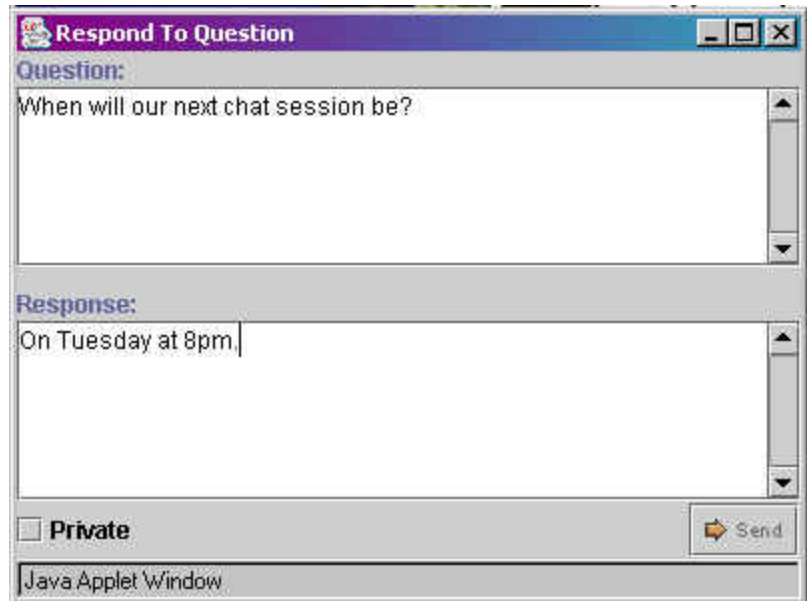 Respond To Question
Question:
When will our next chat session be?
Response:
On Tuesday at 8pm.
Private
Send
Java Applet Window